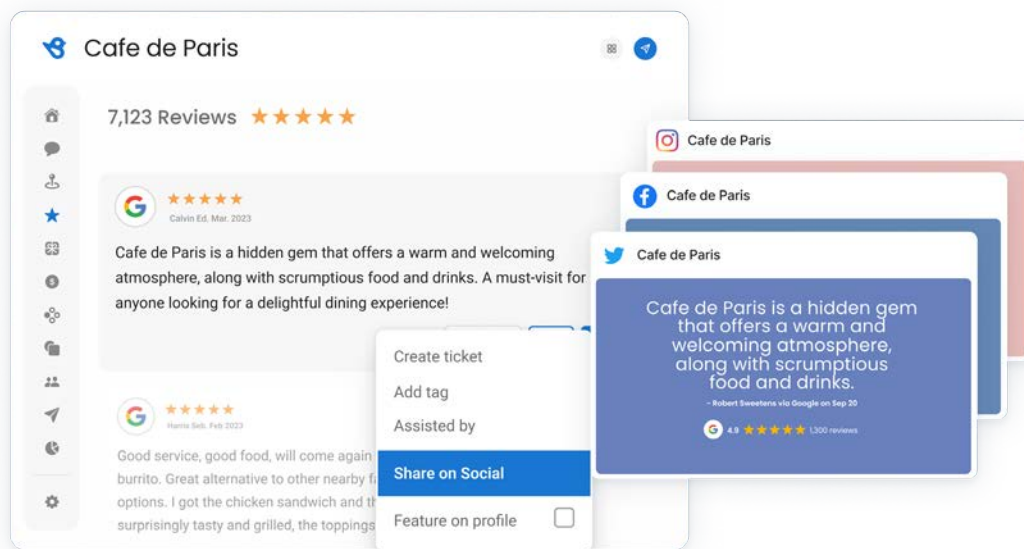 Cafe de Paris
7,123 Reviews
Calvin Ed. Mar. 2023
Cafe de Paris is a hidden gem that offers a warm and welcoming
atmosphere, along with scrumptious food and drinks. A must-visit for
anyone looking for a delightful dining experience!
Harris Seb. Feb 2023
Good service, good food, will come again
burrito. Great alternative to other nearby
options. I got the chicken sandwich and
surprisingly tasty and grilled, the toppings
Create ticket
Add tag
Assisted by
Share on Social
Feature on profile
Cafe de Paris
Cafe de Paris
Cafe de Paris
Cafe de Paris is a hidden gem
that offers a warm and
welcoming atmosphere,
along with scrumptious
food and drinks.
- Robert Sweetens via Google on Sep 20
4.9 1,300 reviews